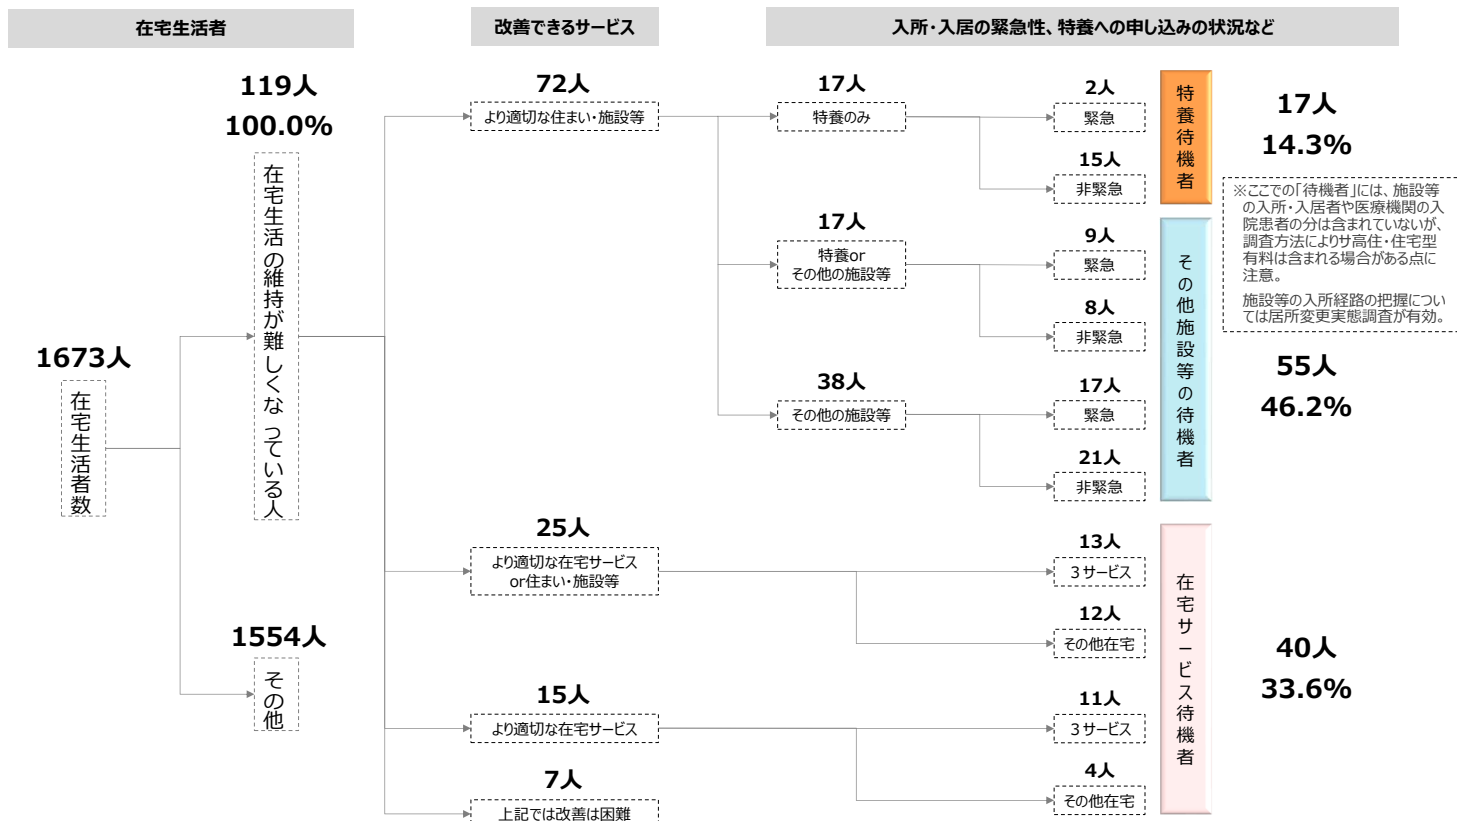 在宅生活者
改善できるサービス
入所・入居の緊急性、特養への申し込みの状況など
119人
100.0%
在宅生活の維持が難しくなっている人
1673人
在宅生活者数
1554人
その他
72人
より適切な住まい・施設等
25人
より適切な在宅サービス
or住まい・施設等
15人
より適切な在宅サービス
7人
上記では改善は困難
17人
特養のみ
17人
特養or
その他の施設等
38人
その他の施設等
2人
緊急
15人
非緊急
9人
緊急
8人
非緊急
17人
緊急
21人
非緊急
13人
3サービス
12人
その他在宅
11人
3サービス
4人
その他在宅
特養待機者
その他施設等の待機者
在宅サービス待機者
17人
14.3%
※ここでの「待機者」には、施設等
の入所・入居者や医療機関の入
院患者の分は含まれていないが、
調査方法によりサ高住・住宅型
有料は含まれる場合がある点に
注意。
施設等の入所経路の把握につい
ては居所変更実態調査が有効。
55人
46.2%
40人
33.6%